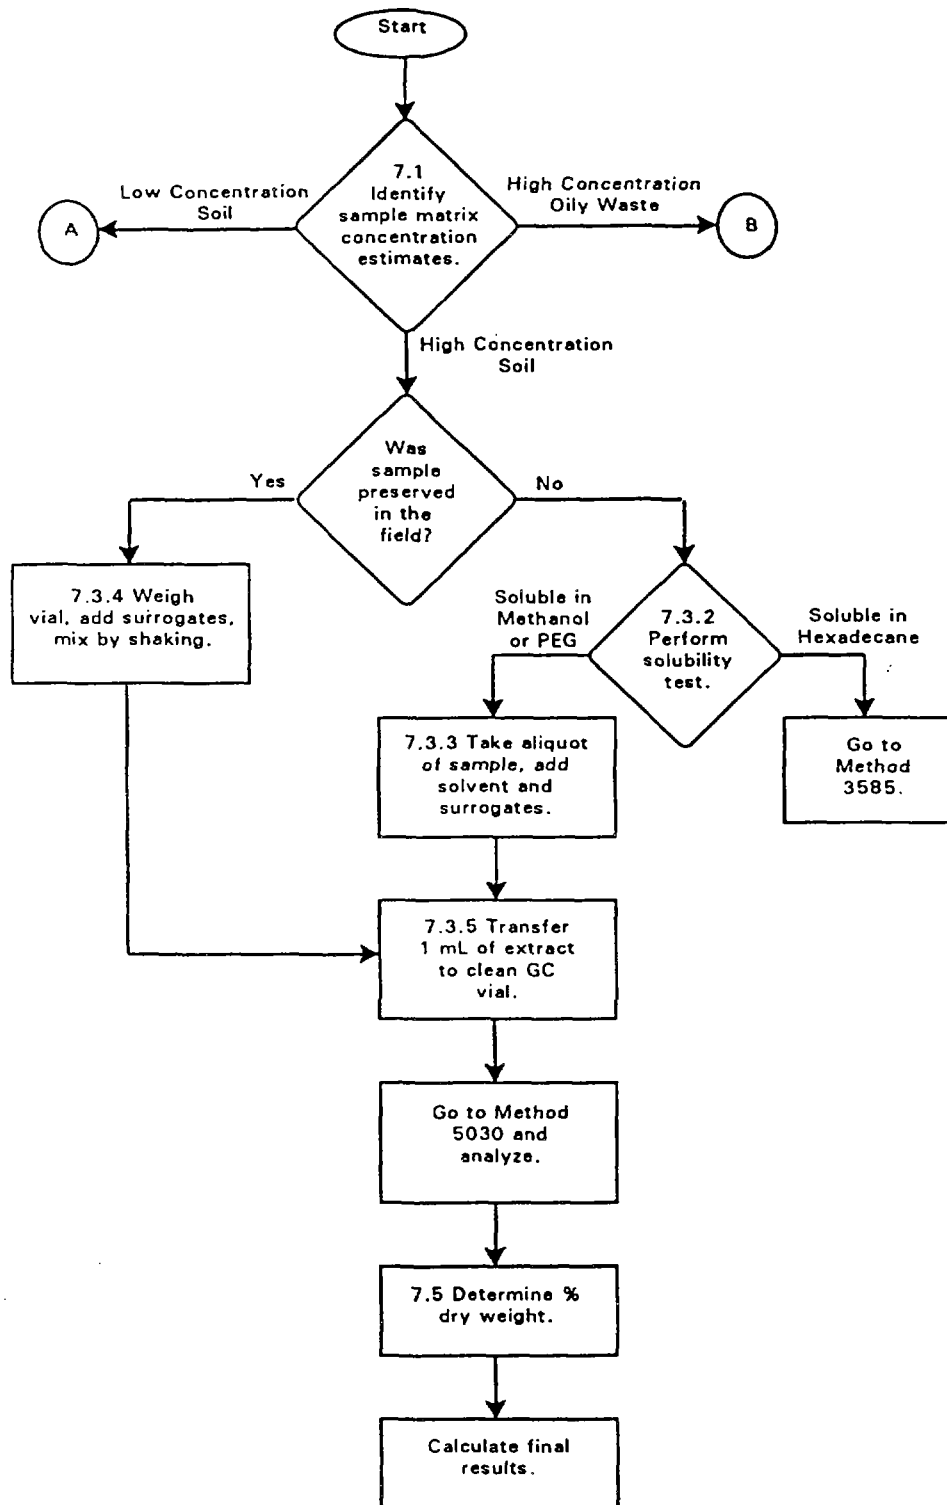 Start
7.1
Identify
sample matrix
concentration
estimates.
Low Concentration
Soil
A
High Concentration
Oily Waste
B
High Concentration
Soil
Was
sample
preserved
in the
field?
Yes
No
7.3.4 Weigh
vial, add surrogates,
mix by shaking.
Soluble in
Methanol
or PEG
7.3.2
Perform
solubility
test.
Soluble in
Hexadecane
7.3.3 Take aliquot
of sample, add
solvent and
surrogates.
Go to
Method
3585.
7.3.5 Transfer
1 mL of extract
to clean GC
vial.
Go to Method
5030 and
analyze.
7.5 Determine %
dry weight.
Calculate final
results.